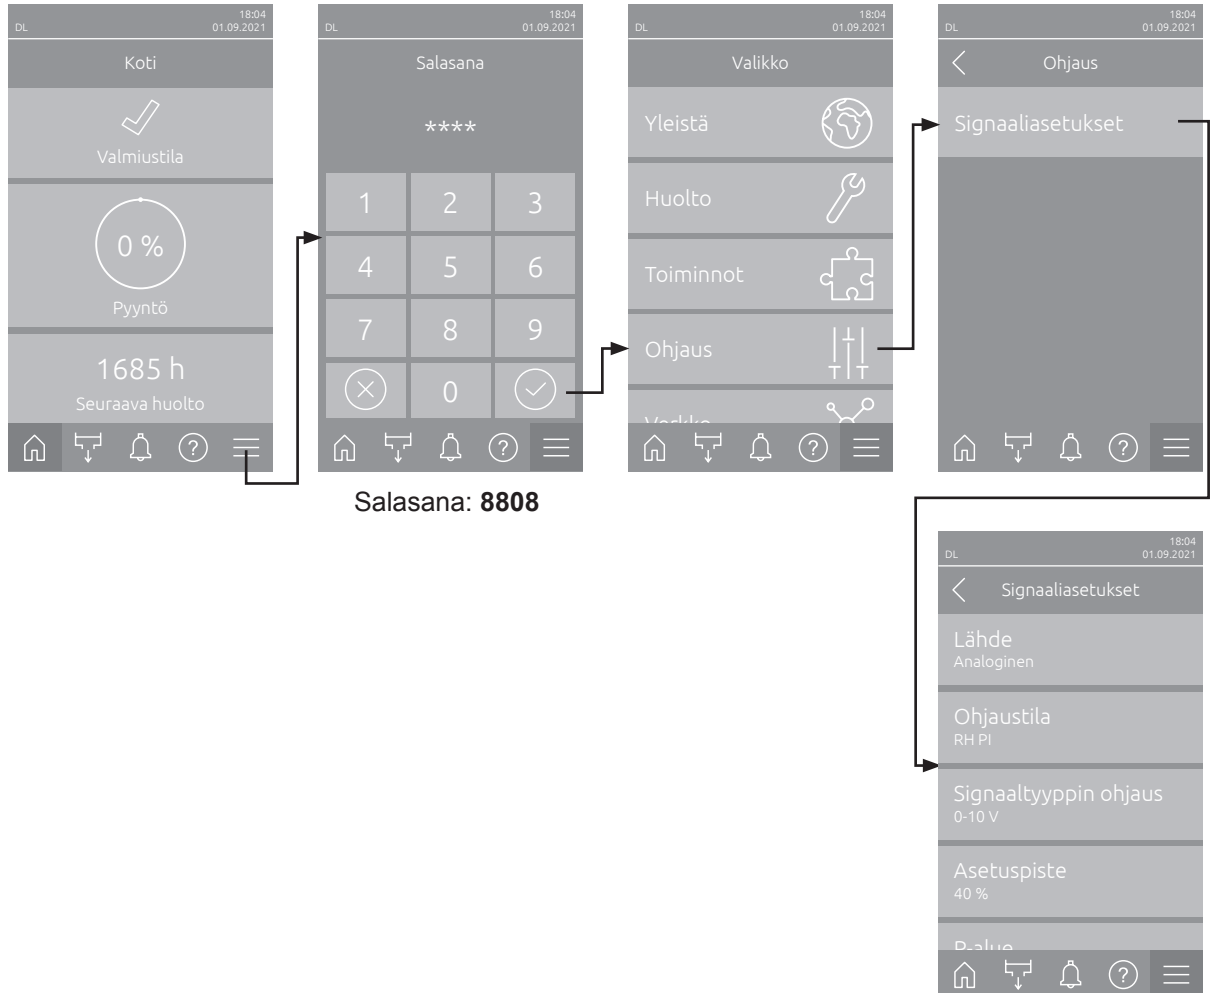 18:04
DL 01.09.2021
Koti
Valmiustila
0 %
Pyyntö
1685 h
Seuraava huolto
?
18:04
DL 01.09.2021
Salasana
****
1 2 3
4 5 6
7 8 9
0
?
Salasana: 8808
18:04
DL 01.09.2021
Valikko
Yleistä
Huolto
Toiminnot
Ohjaus
Verkko
?
18:04
DL 01.09.2021
Ohjaus
Signaaliasetukset
?
18:04
DL 01.09.2021
Signaaliasetukset
Lähde
Analoginen
Ohjaustila
RH PI
Signaaltyyppin ohjaus
0-10 V
Asetuspiste
40 %
P-alue
?